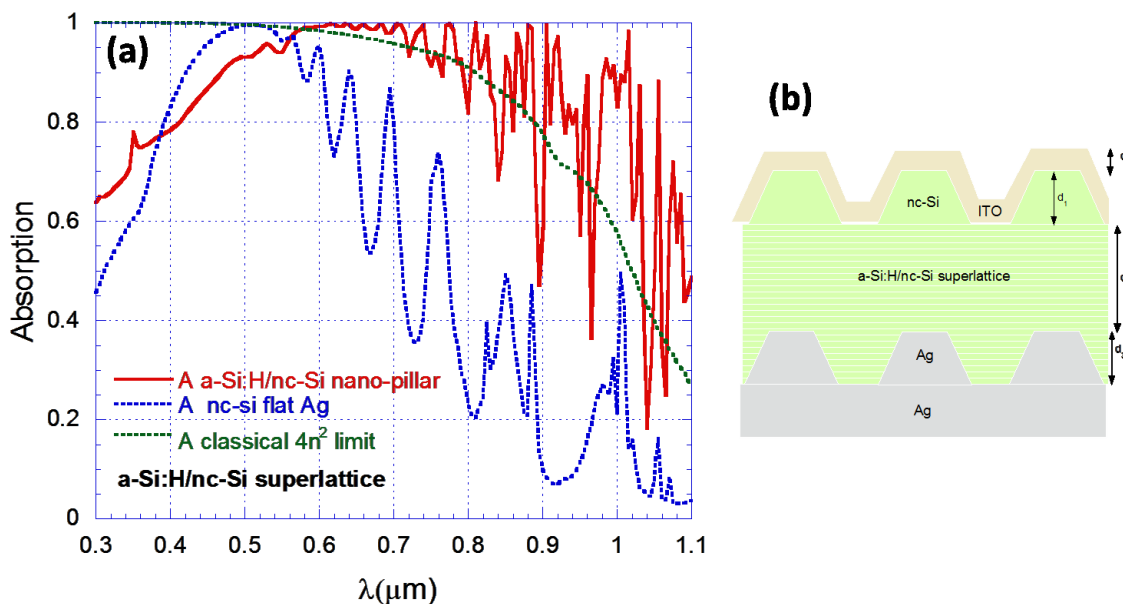 (a)
1
0.8
0.6
0.4
0.2
0
Absorption
0.3 0.4 0.5 0.6 0.7 0.8 0.9 1 1.1
λ(μm)
A a-Si:H/nc-Si nano-pillar
A nc-si flat Ag
A classical 4n² limit
a-Si:H/nc-Si superlattice
(b)
nc-Si
ITO
d₁
a-Si:H/nc-Si superlattice
Ag
Ag